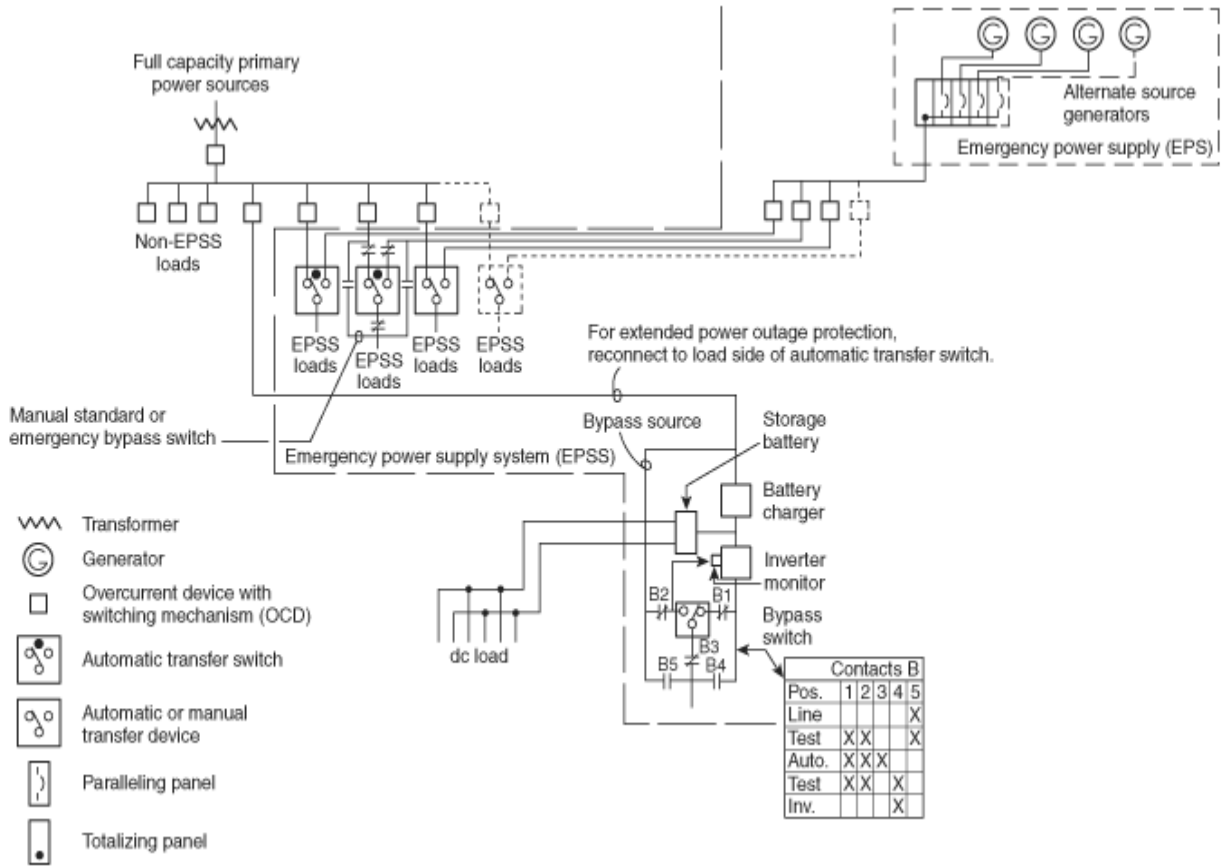 Full capacity primary
power sources
G G G G
Alternate source
generators
Emergency power supply (EPS)
Non-EPSS
loads
EPSS
loads
EPSS
loads
EPSS
loads
EPSS
loads
For extended power outage protection,
reconnect to load side of automatic transfer switch.
Manual standard or
emergency bypass switch
Bypass source
Storage
battery
Emergency power supply system (EPSS)
Battery
charger
Inverter
monitor
B2
B1
Bypass
switch
B3
B5
B4
dc load
Transformer
G
Generator
Overcurrent device with
switching mechanism (OCD)
Automatic transfer switch
Automatic or manual
transfer device
Paralleling panel
Totalizing panel
Contacts B
Pos. 1 2 3 4 5
Line X
Test X X X
Auto. X X X
Test X X X
Inv. X